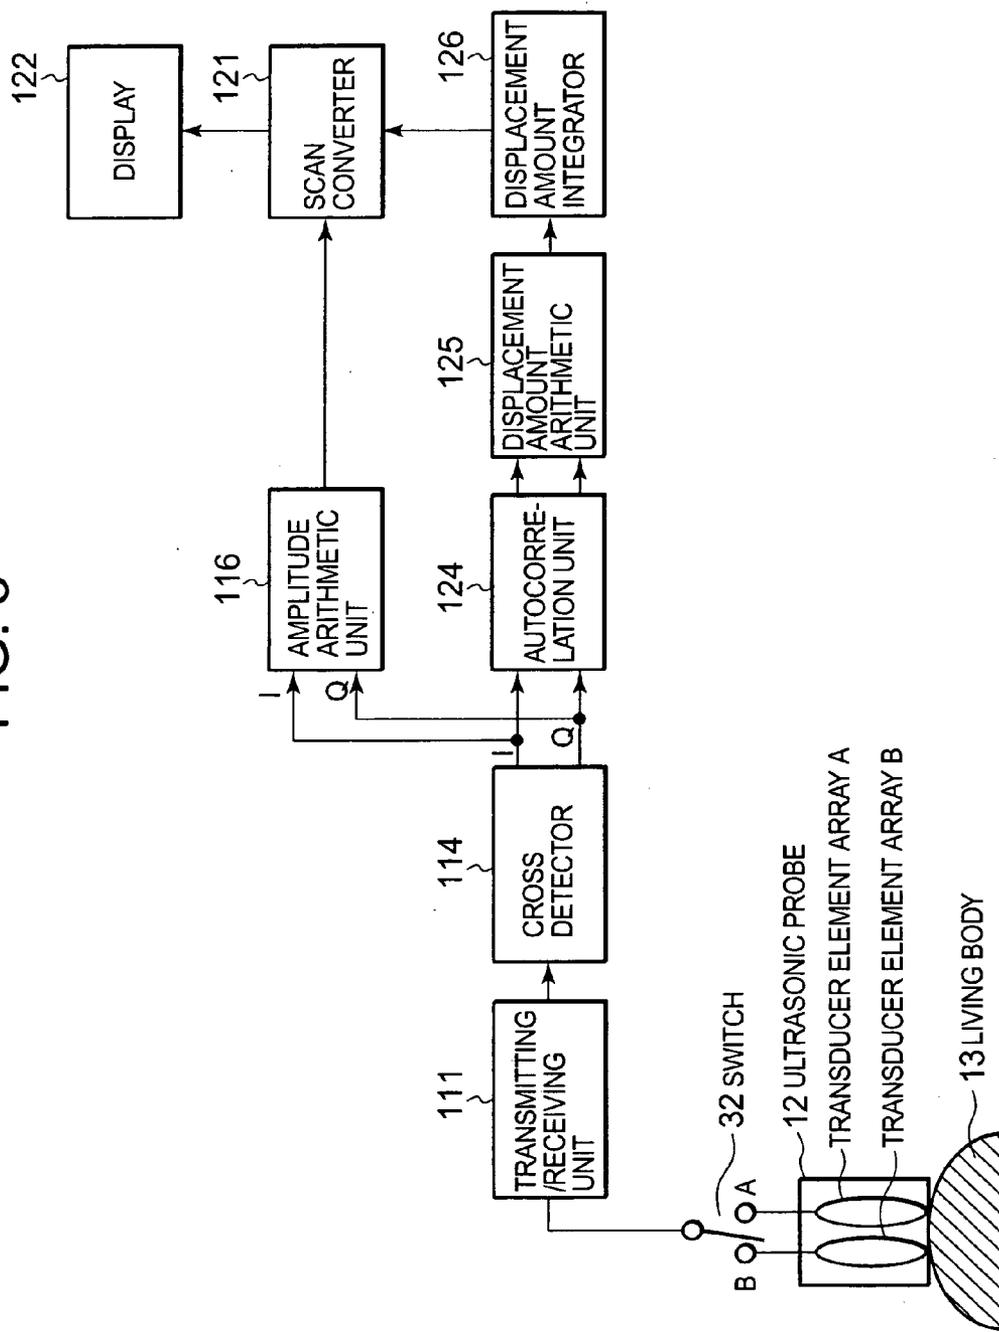 122
DISPLAY
121
SCAN
CONVERTER
126
DISPLACEMENT
AMOUNT
INTEGRATOR
125
DISPLACEMENT
AMOUNT
ARITHMETIC
UNIT
116
AMPLITUDE
ARITHMETIC
UNIT
124
AUTOCORRE-
LATION UNIT
I
Q
I
Q
114
CROSS
DETECTOR
111
TRANSMITTING
/RECEIVING
UNIT
32 SWITCH
A
B
12 ULTRASONIC PROBE
TRANSDUCER ELEMENT ARRAY A
TRANSDUCER ELEMENT ARRAY B
13 LIVING BODY